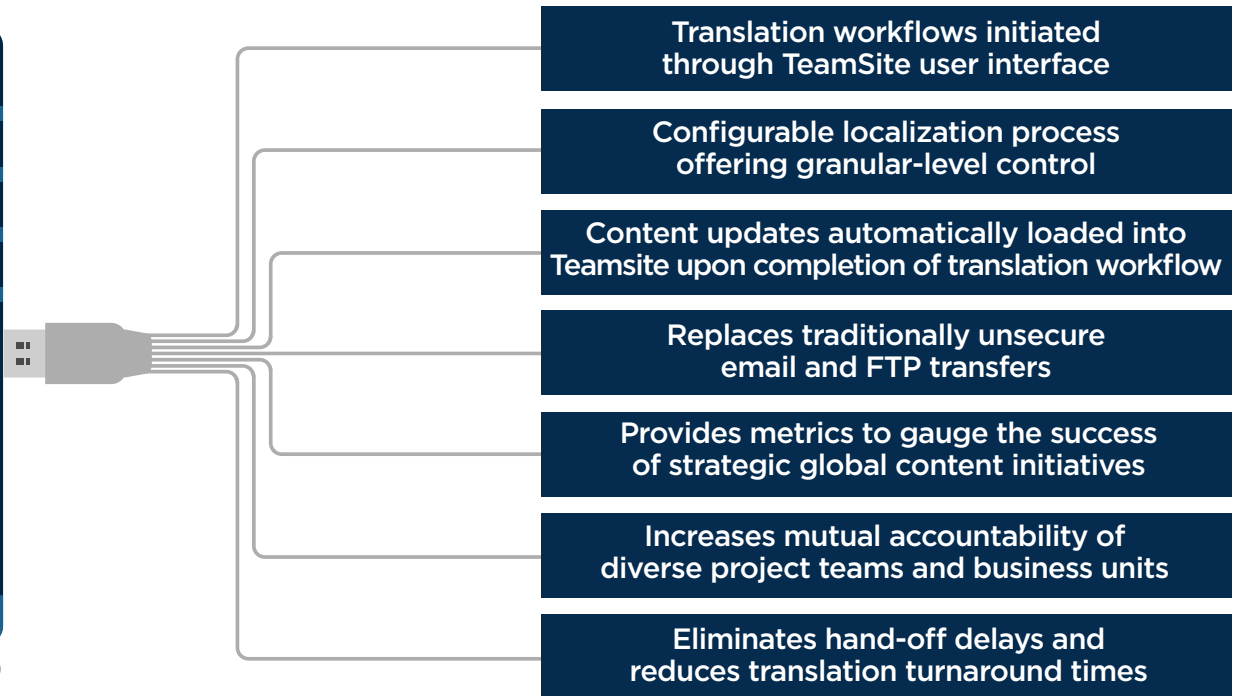 Translation workflows initiated
through TeamSite user interface
Configurable localization process
offering granular-level control
Content updates automatically loaded into
Teamsite upon completion of translation workflow
Replaces traditionally unsecure
email and FTP transfers
Provides metrics to gauge the success
of strategic global content initiatives
Increases mutual accountability of
diverse project teams and business units
Eliminates hand-off delays and
reduces translation turnaround times